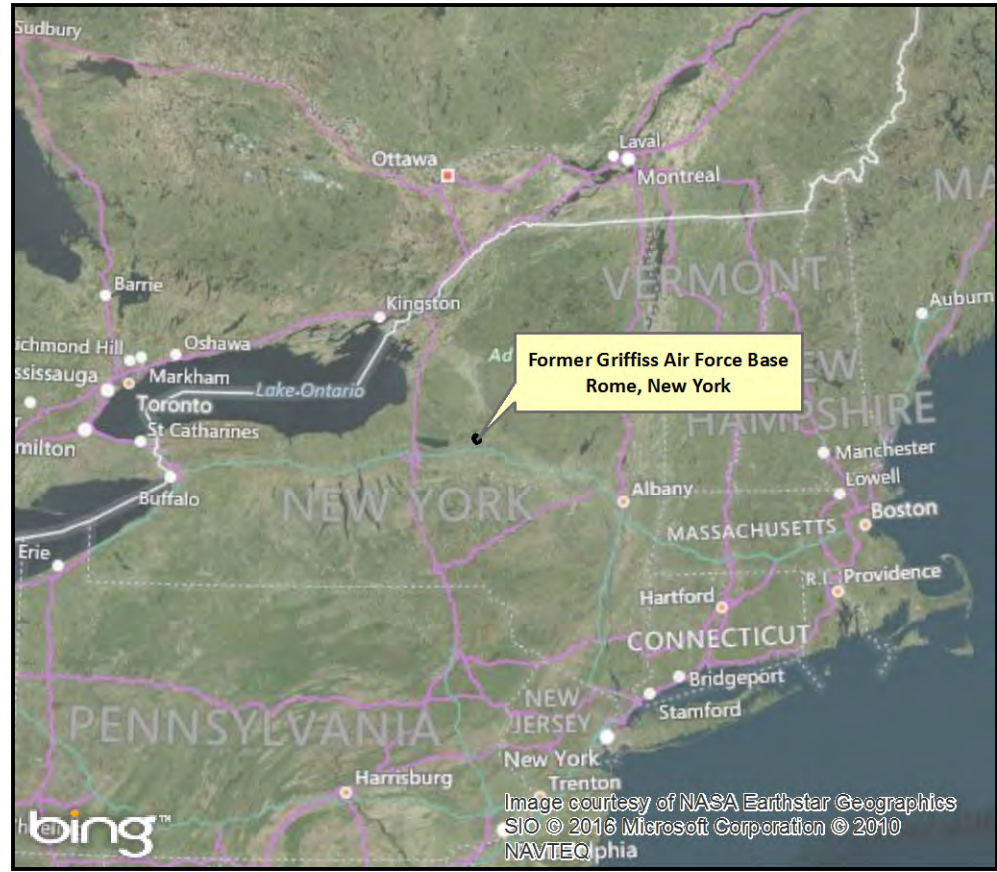 Sudbury
Laval
Ottawa
Montreal
MA
Barrie
VERMONT
Kingston
Auburn
ichmond Hill
Oshawa
Ad
Former Griffiss Air Force Base
Rome, New York
EW
HAMPSHIRE
ssissauga
Markham
Lake Ontario
Toronto
St Catharines
milton
Manchester
Lowell
Buffalo
NEW YORK
Albany
Boston
MASSACHUSETTS
Erie
R.I.
Providence
Hartford
CONNECTICUT
Bridgeport
Stamford
NEW
JERSEY
PENNSYLVANIA
New York
Harrisburg
Trenton
Image courtesy of NASA Earthstar Geographics
SIO © 2016 Microsoft Corporation © 2010
NAVTEQ
phia
bing™